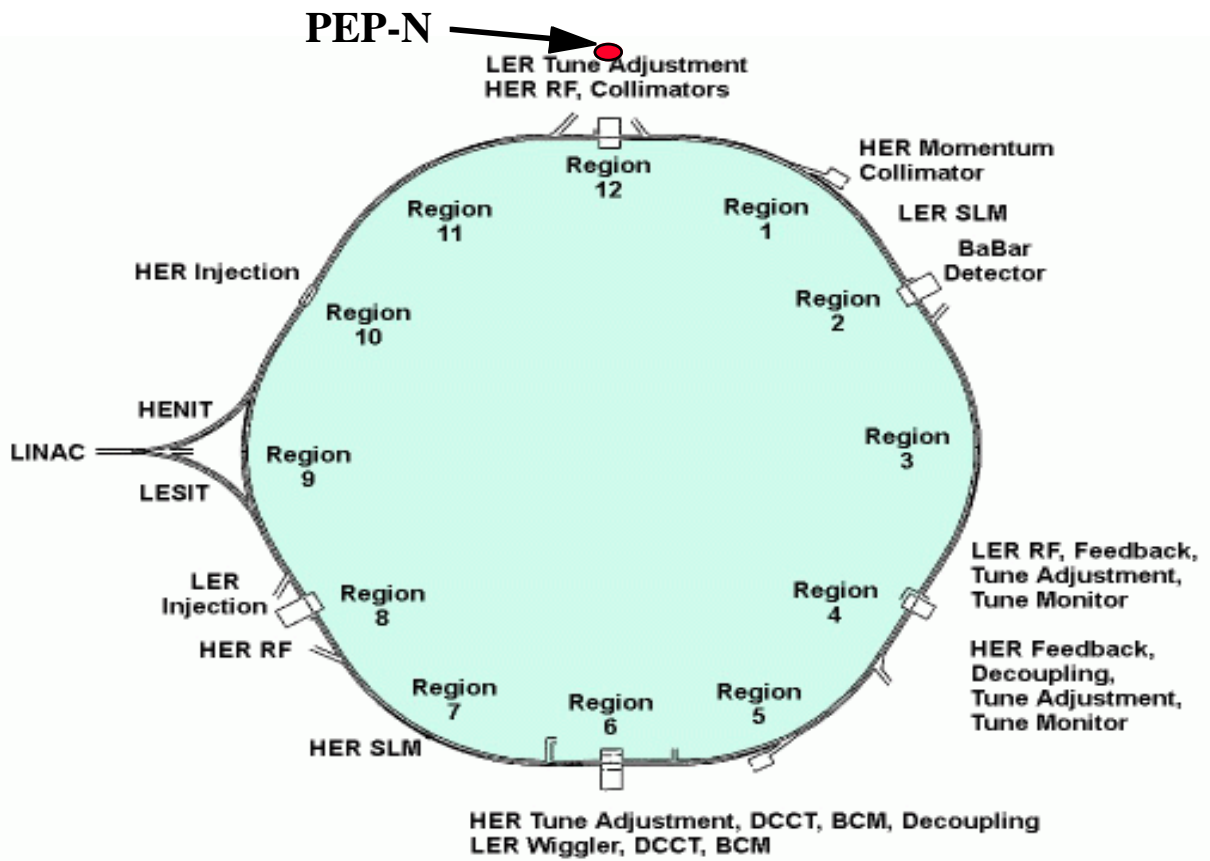 PEP-N
LER Tune Adjustment
HER RF, Collimators
HER Momentum
Collimator
Region
12
Region
1
Region
11
LER SLM
BaBar
Detector
HER Injection
Region
2
Region
10
HENIT
LINAC
Region
9
Region
3
LESIT
LER RF, Feedback,
Tune Adjustment,
Tune Monitor
LER
Injection
Region
8
Region
4
HER RF
HER Feedback,
Decoupling,
Tune Adjustment,
Tune Monitor
Region
7
Region
6
Region
5
HER SLM
HER Tune Adjustment, DCCT, BCM, Decoupling
LER Wiggler, DCCT, BCM